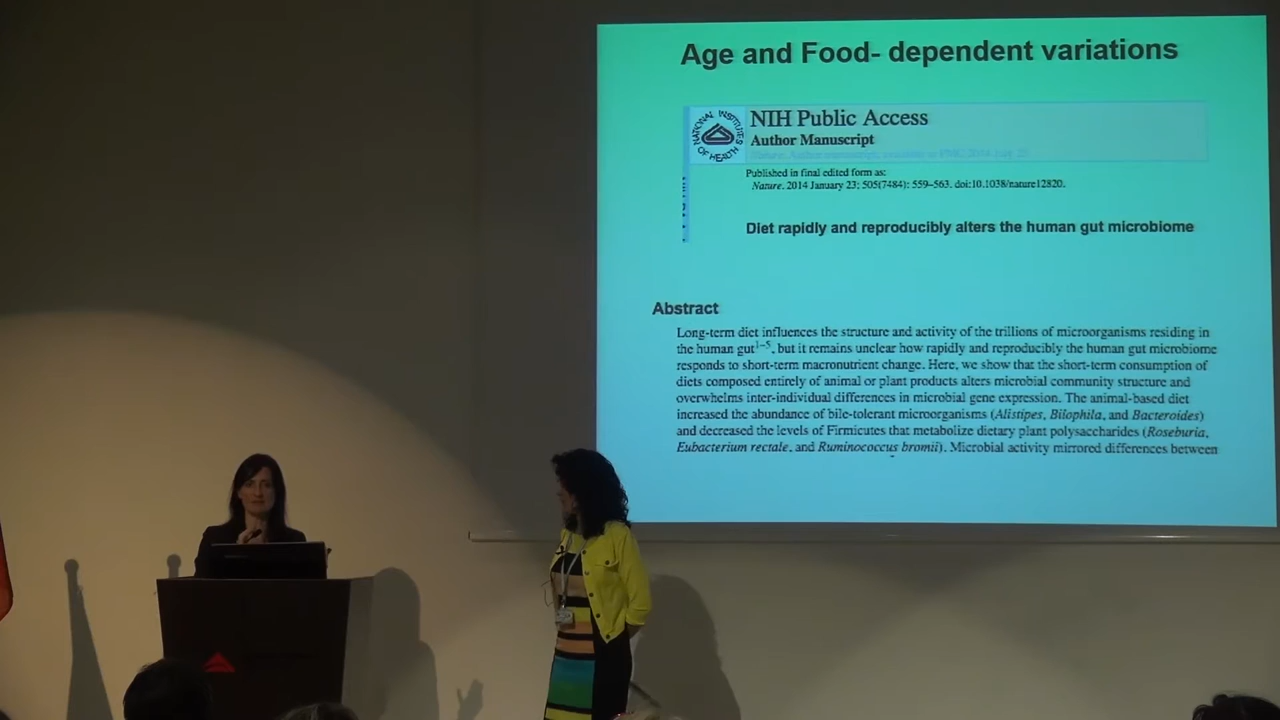 Age and Food- dependent variations
NATIONAL INSTITUTES
OF HEALTH
NIH Public Access
Author Manuscript
Published in final edited form as:
Nature. 2014 January 23; 505(7484): 559–563. doi:10.1038/nature12820.
Diet rapidly and reproducibly alters the human gut microbiome
Abstract
Long-term diet influences the structure and activity of the trillions of microorganisms residing in
the human gut1–5, but it remains unclear how rapidly and reproducibly the human gut microbiome
responds to short-term macronutrient change. Here, we show that the short-term consumption of
diets composed entirely of animal or plant products alters microbial community structure and
overwhelms inter-individual differences in microbial gene expression. The animal-based diet
increased the abundance of bile-tolerant microorganisms (Alistipes, Bilophila, and Bacteroides)
and decreased the levels of Firmicutes that metabolize dietary plant polysaccharides (Roseburia,
Eubacterium rectale, and Ruminococcus bromii). Microbial activity mirrored differences between